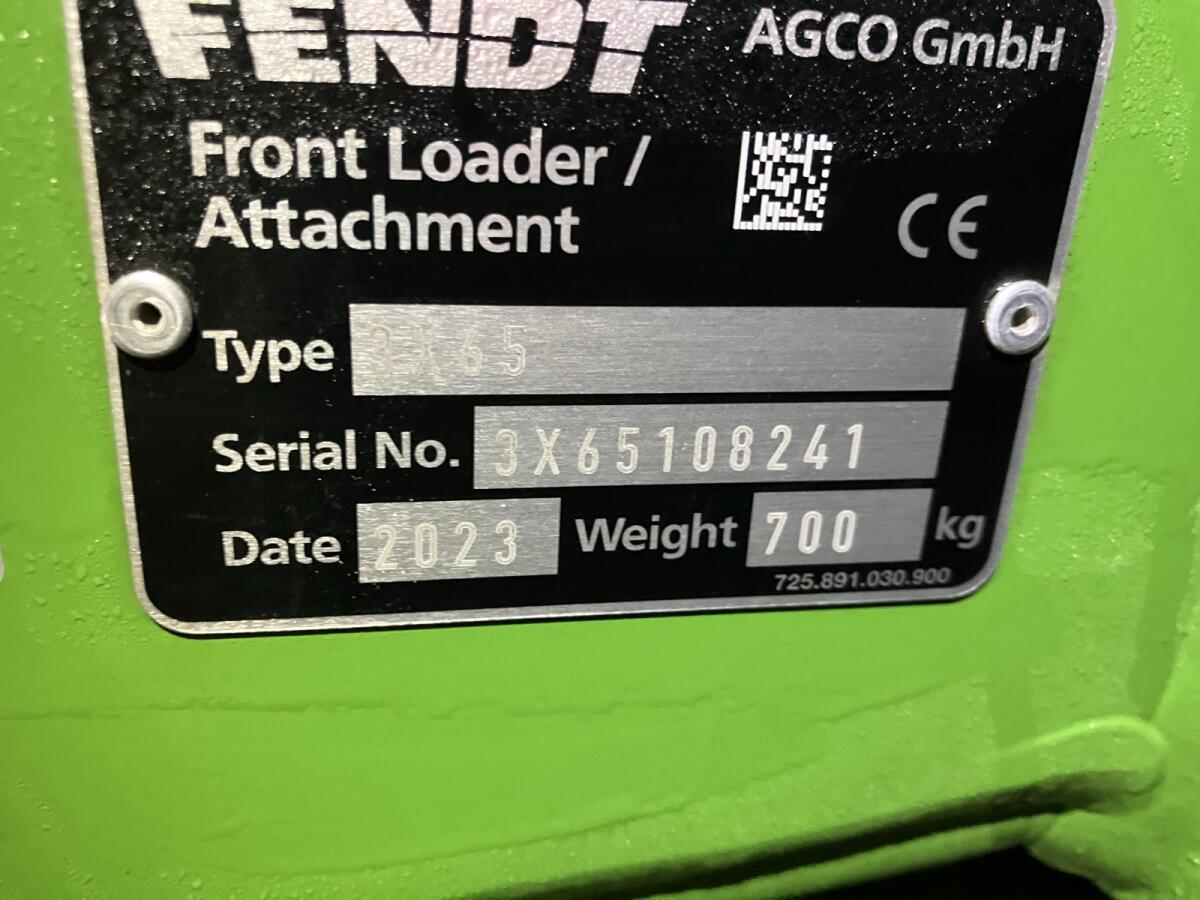 FENDT AGCO GmbH
Front Loader /
Attachment
CE
Type 3X65
Serial No. 3X65108241
Date 2023 Weight 700 kg
725.891.030.900